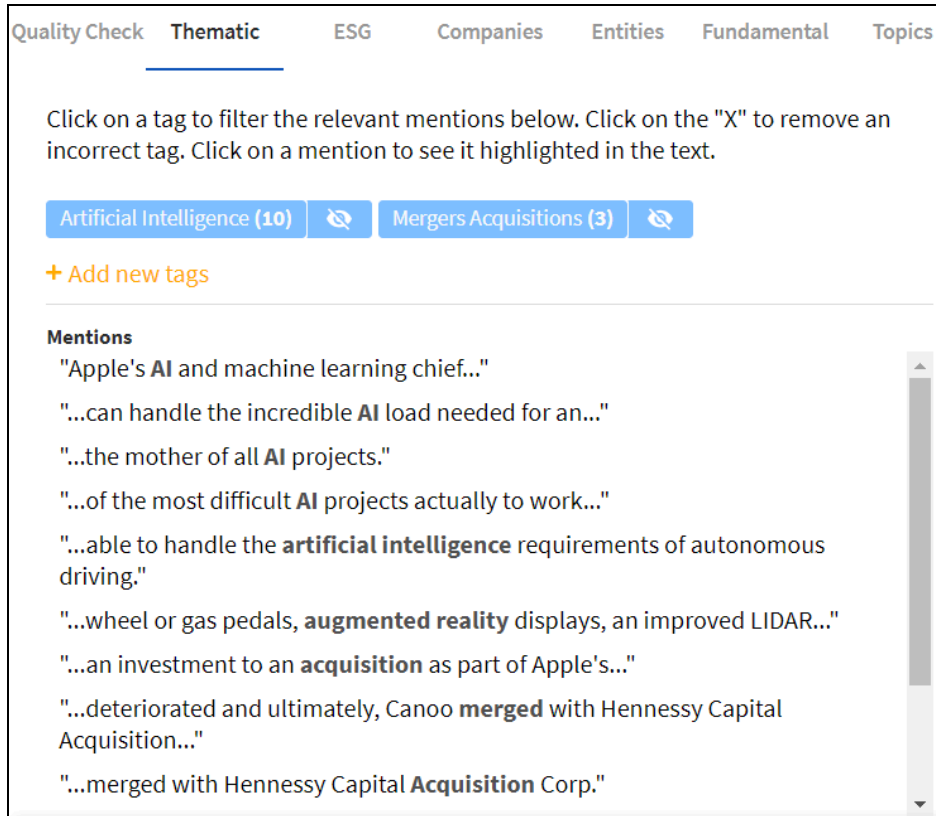 Quality Check Thematic ESG Companies Entities Fundamental Topics
Click on a tag to filter the relevant mentions below. Click on the "X" to remove an
incorrect tag. Click on a mention to see it highlighted in the text.
Artificial Intelligence (10) Mergers Acquisitions (3)
+ Add new tags
Mentions
"Apple's AI and machine learning chief..."
"...can handle the incredible AI load needed for an..."
"...the mother of all AI projects."
"...of the most difficult AI projects actually to work..."
"...able to handle the artificial intelligence requirements of autonomous
driving."
"...wheel or gas pedals, augmented reality displays, an improved LIDAR..."
"...an investment to an acquisition as part of Apple's..."
"...deteriorated and ultimately, Canoo merged with Hennessy Capital
Acquisition..."
"...merged with Hennessy Capital Acquisition Corp."